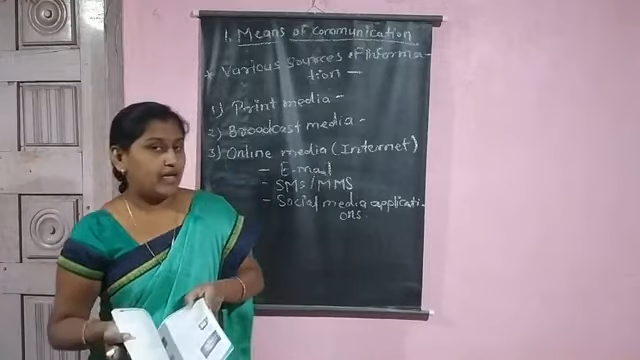 1. Means of communication
* Various sources of informa-
tion -
1) Print media -
2) Broadcast media -
3) Online media (Internet)
- E-mail
- SMS/MMS
- Social media applicati-
ons.